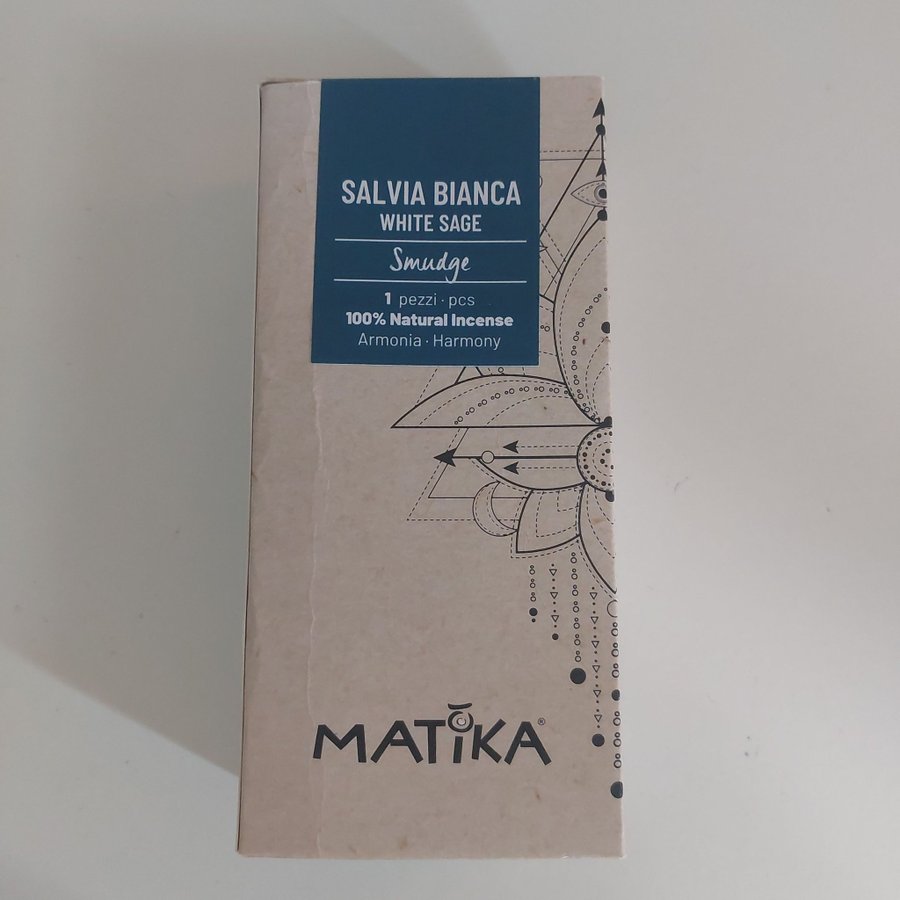 SALVIA BIANCA
WHITE SAGE
Smudge
1 pezzi · pcs
100% Natural Incense
Armonia · Harmony
MATIKA®